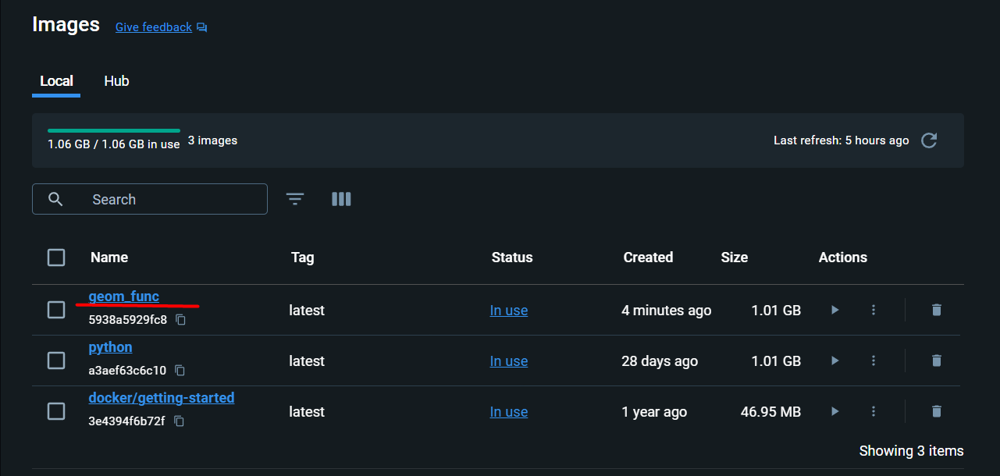 Images Give feedback
Local Hub
1.06 GB / 1.06 GB in use 3 images Last refresh: 5 hours ago
Search
Name Tag Status Created Size Actions
geom_func
5938a5929fc8 latest In use 4 minutes ago 1.01 GB
python
a3aef63c6c10 latest In use 28 days ago 1.01 GB
docker/getting-started
3e4394f6b72f latest In use 1 year ago 46.95 MB
Showing 3 items